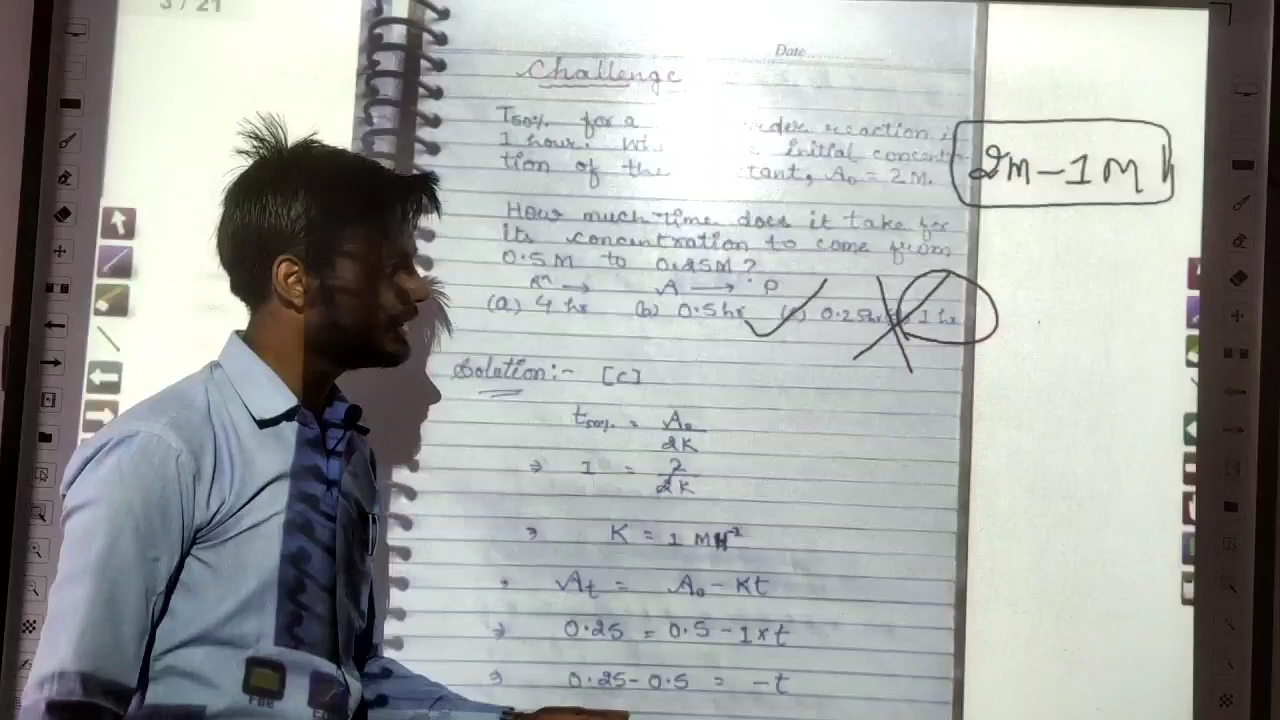 3 / 21
Date
Challenge
T50% for a der reaction i
1 hour. initial concent
tion of the tant, A₀ = 2M.
2M - 1M
How much time does it take for
its concentration to come from
0.5M to 0.25M?
Rⁿ → A → P
(a) 4 hr (b) 0.5hr (c) 0.25hr 1 hr
Solution:- [c]
t50% = A₀/2K
⇒ 1 = 2/2K
⇒ K = 1 MH⁻¹
At = A₀ - Kt
⇒ 0.25 = 0.5 - 1×t
⇒ 0.25 - 0.5 = -t